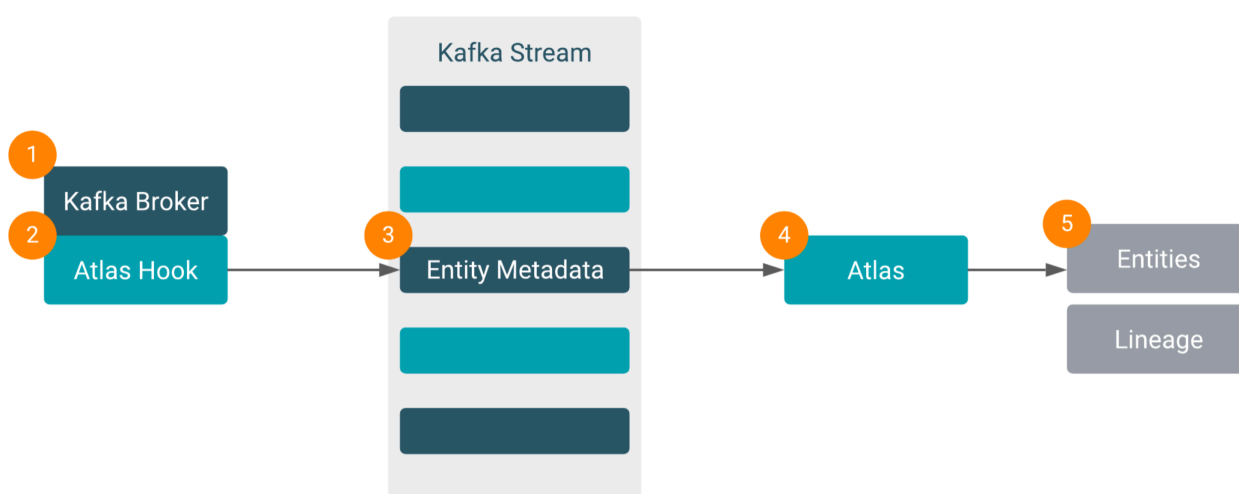 Kafka Stream
1
Kafka Broker
2
Atlas Hook
3
Entity Metadata
4
Atlas
5
Entities
Lineage